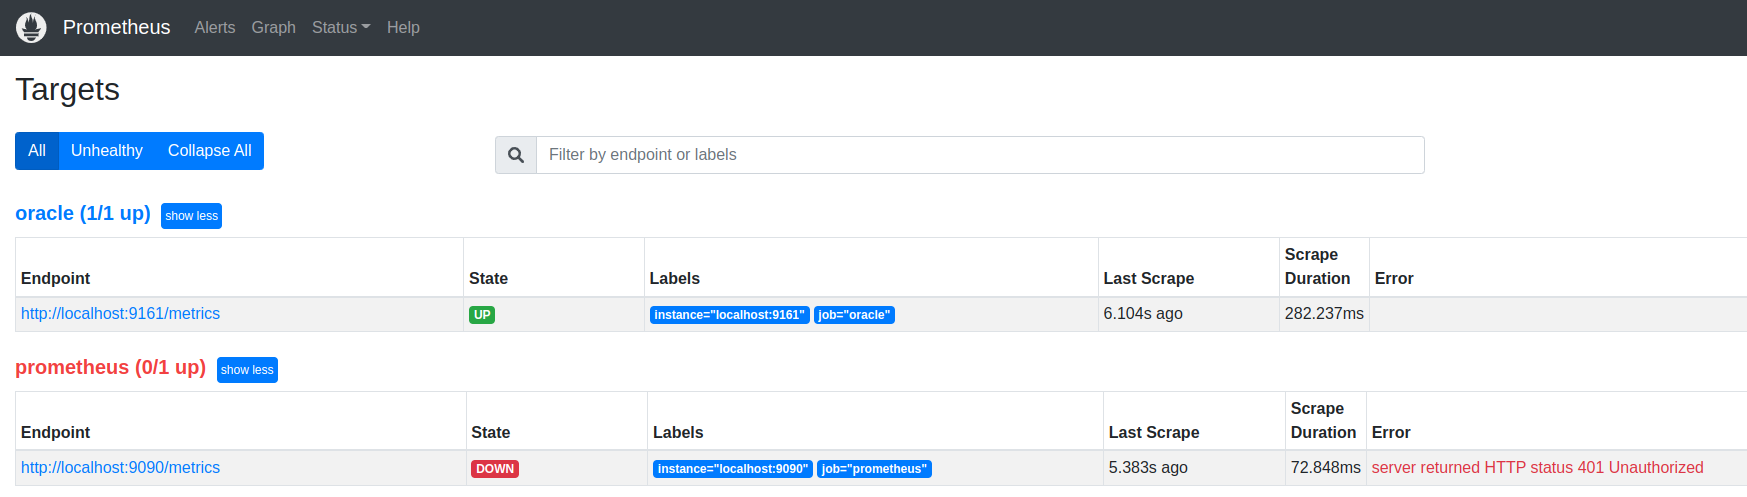 Prometheus Alerts Graph Status Help
Targets
All Unhealthy Collapse All
Filter by endpoint or labels
oracle (1/1 up) show less
Endpoint State Labels Last Scrape Scrape Duration Error
http://localhost:9161/metrics UP instance="localhost:9161" job="oracle" 6.104s ago 282.237ms
prometheus (0/1 up) show less
Endpoint State Labels Last Scrape Scrape Duration Error
http://localhost:9090/metrics DOWN instance="localhost:9090" job="prometheus" 5.383s ago 72.848ms server returned HTTP status 401 Unauthorized